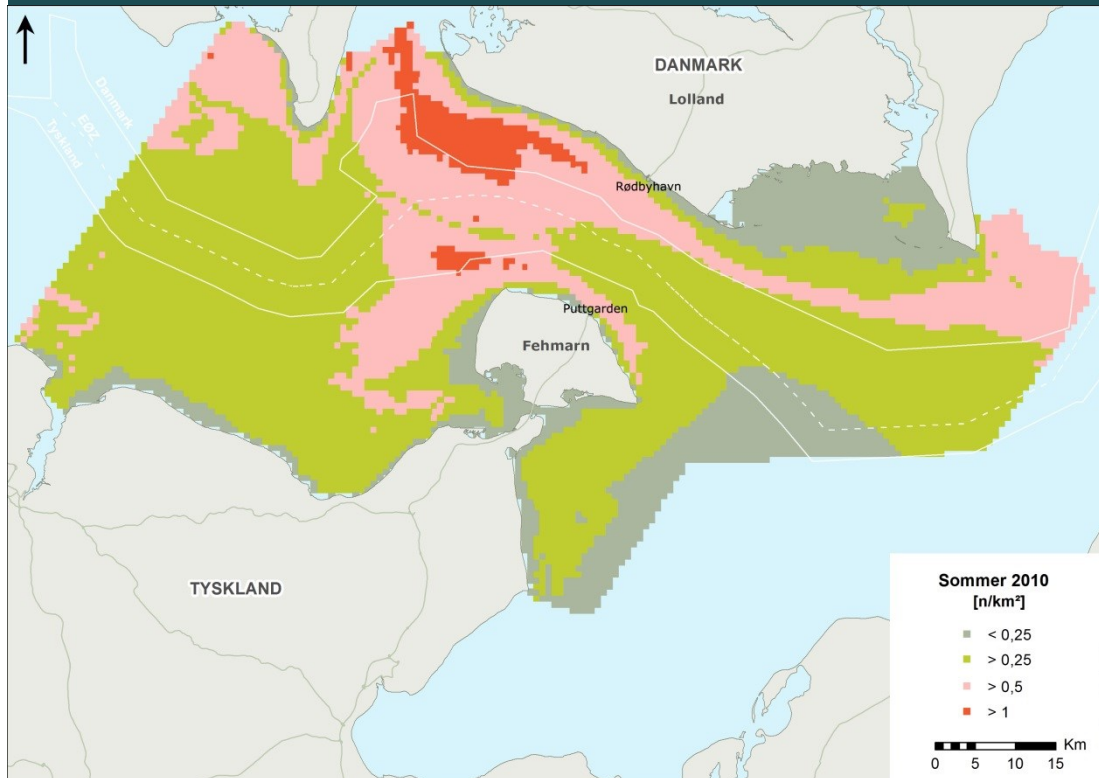 DANMARK
Lolland
Danmark
EØZ
Tyskland
Rødbyhavn
Puttgarden
Fehmarn
TYSKLAND
Sommer 2010
[n/km²]
< 0,25
> 0,25
> 0,5
> 1
Km
0 5 10 15